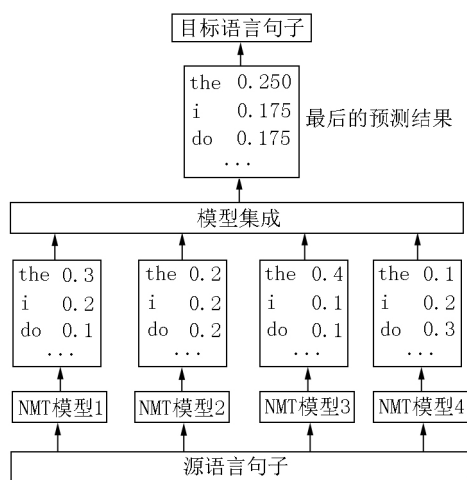 目标语言句子
the 0.250
i 0.175
do 0.175
...
最后的预测结果
模型集成
the 0.3
i 0.2
do 0.1
...
the 0.2
i 0.2
do 0.2
...
the 0.4
i 0.1
do 0.1
...
the 0.1
i 0.2
do 0.3
...
NMT模型1
NMT模型2
NMT模型3
NMT模型4
源语言句子